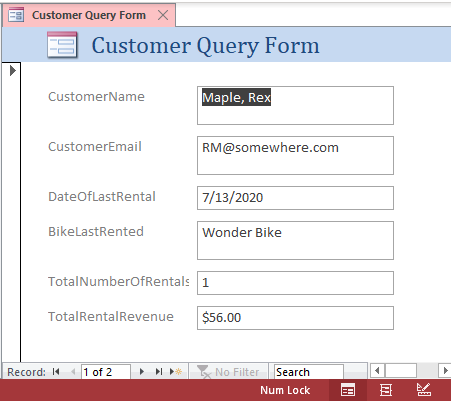 Customer Query Form
Customer Query Form
CustomerName Maple, Rex
CustomerEmail RM@somewhere.com
DateOfLastRental 7/13/2020
BikeLastRented Wonder Bike
TotalNumberOfRentals 1
TotalRentalRevenue $56.00
Record: 1 of 2 No Filter Search
Num Lock